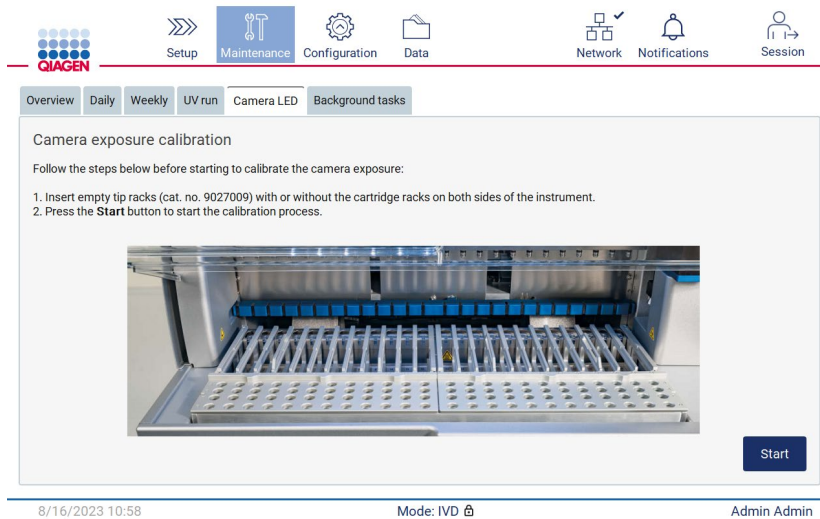 QIAGEN
Setup
Maintenance
Configuration
Data
Network
Notifications
Session
Overview
Daily
Weekly
UV run
Camera LED
Background tasks
Camera exposure calibration
Follow the steps below before starting to calibrate the camera exposure:
1. Insert empty tip racks (cat. no. 9027009) with or without the cartridge racks on both sides of the instrument.
2. Press the Start button to start the calibration process.
Start
8/16/2023 10:58
Mode: IVD
Admin Admin